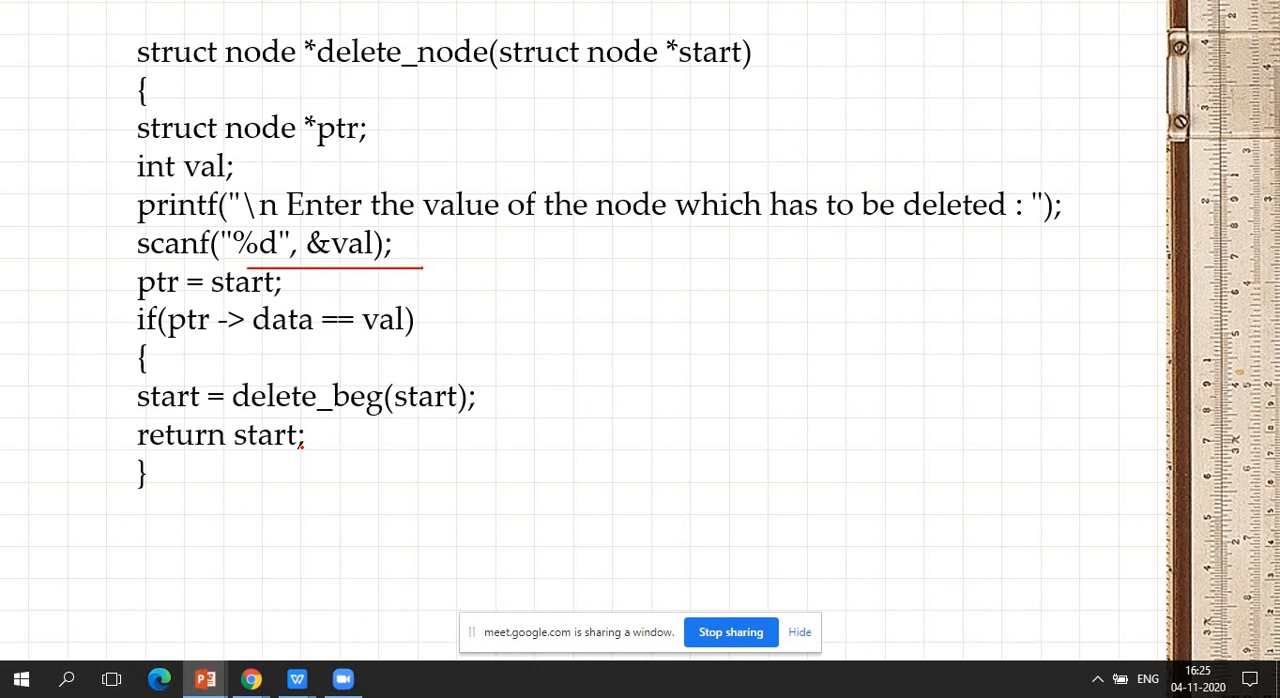 struct node *delete_node(struct node *start)
{
struct node *ptr;
int val;
printf("\n Enter the value of the node which has to be deleted : ");
scanf("%d", &val);
ptr = start;
if(ptr -> data == val)
{
start = delete_beg(start);
return start;
}
meet.google.com is sharing a window. Stop sharing Hide
ENG
16:25
04-11-2020